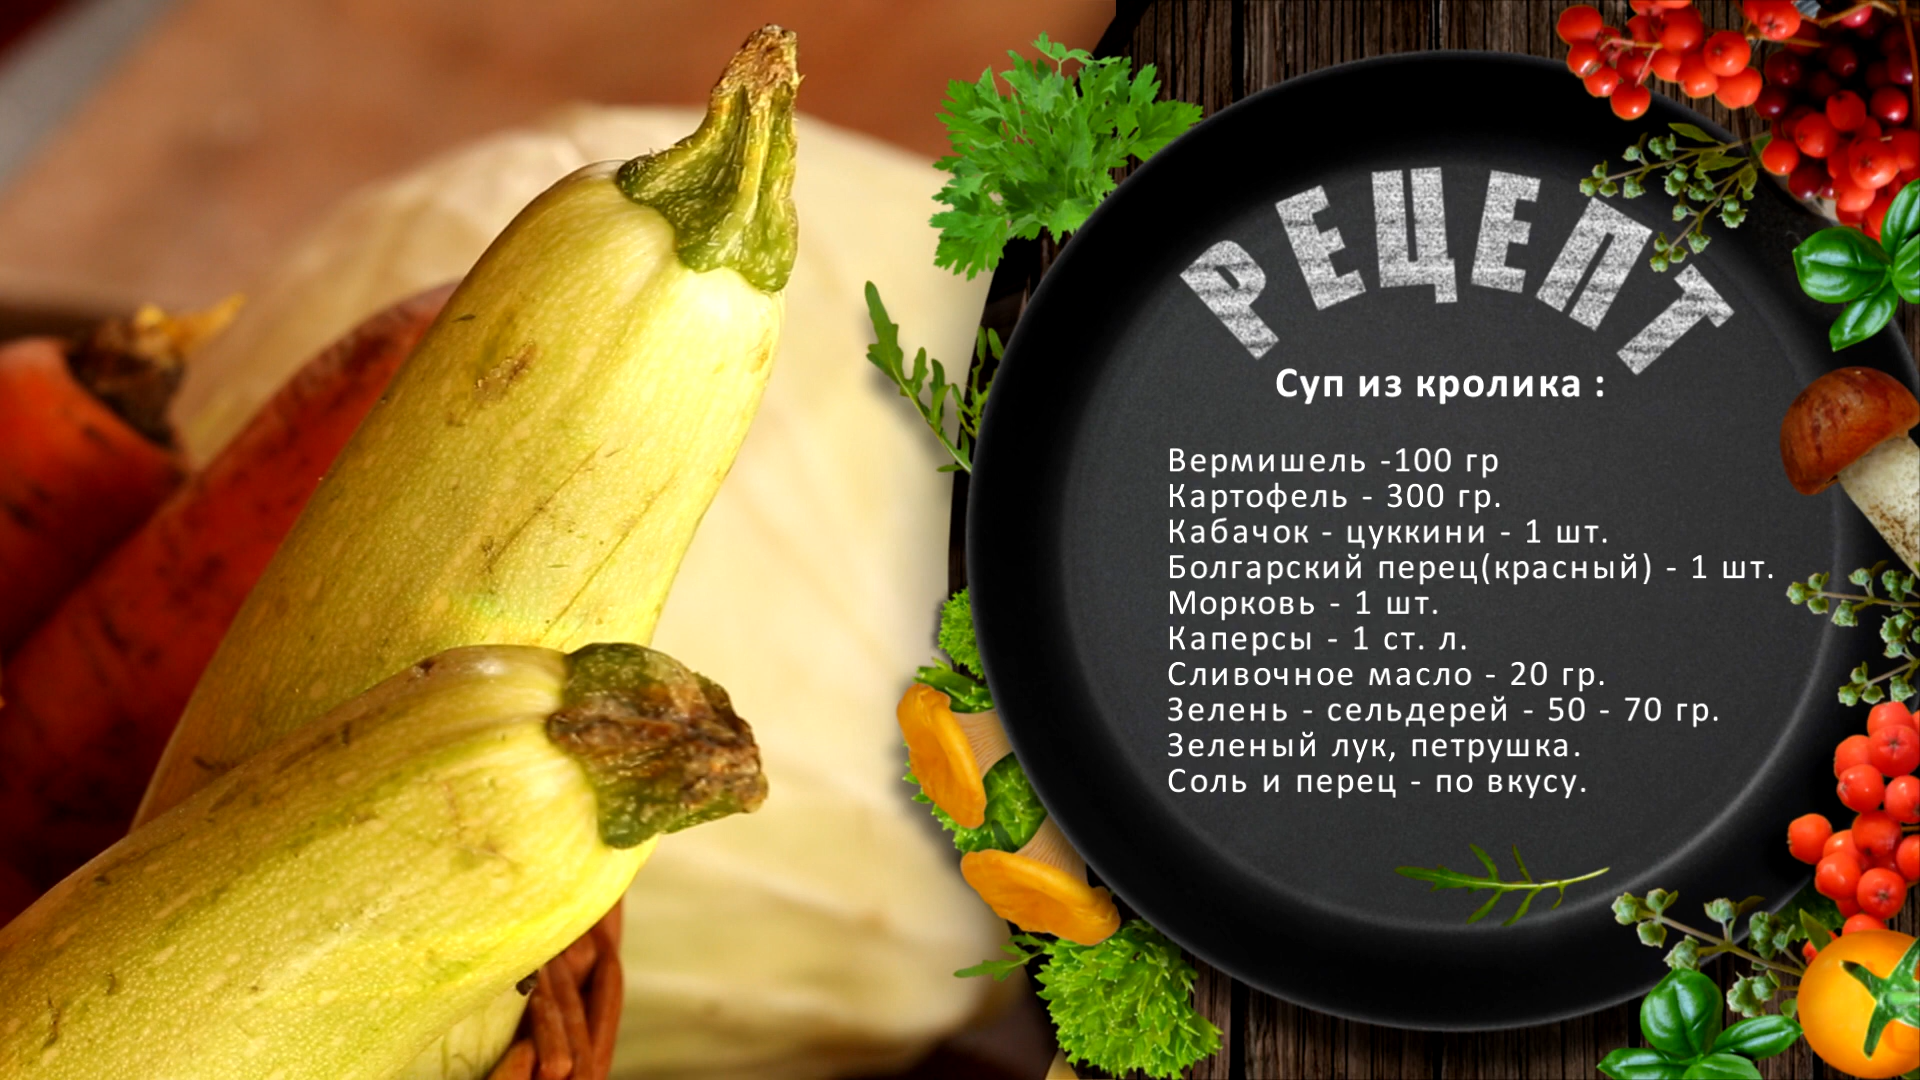 РЕЦЕПТ
Суп из кролика :
Вермишель -100 гр
Картофель - 300 гр.
Кабачок - цуккини - 1 шт.
Болгарский перец(красный) - 1 шт.
Морковь - 1 шт.
Каперсы - 1 ст. л.
Сливочное масло - 20 гр.
Зелень - сельдерей - 50 - 70 гр.
Зеленый лук, петрушка.
Соль и перец - по вкусу.